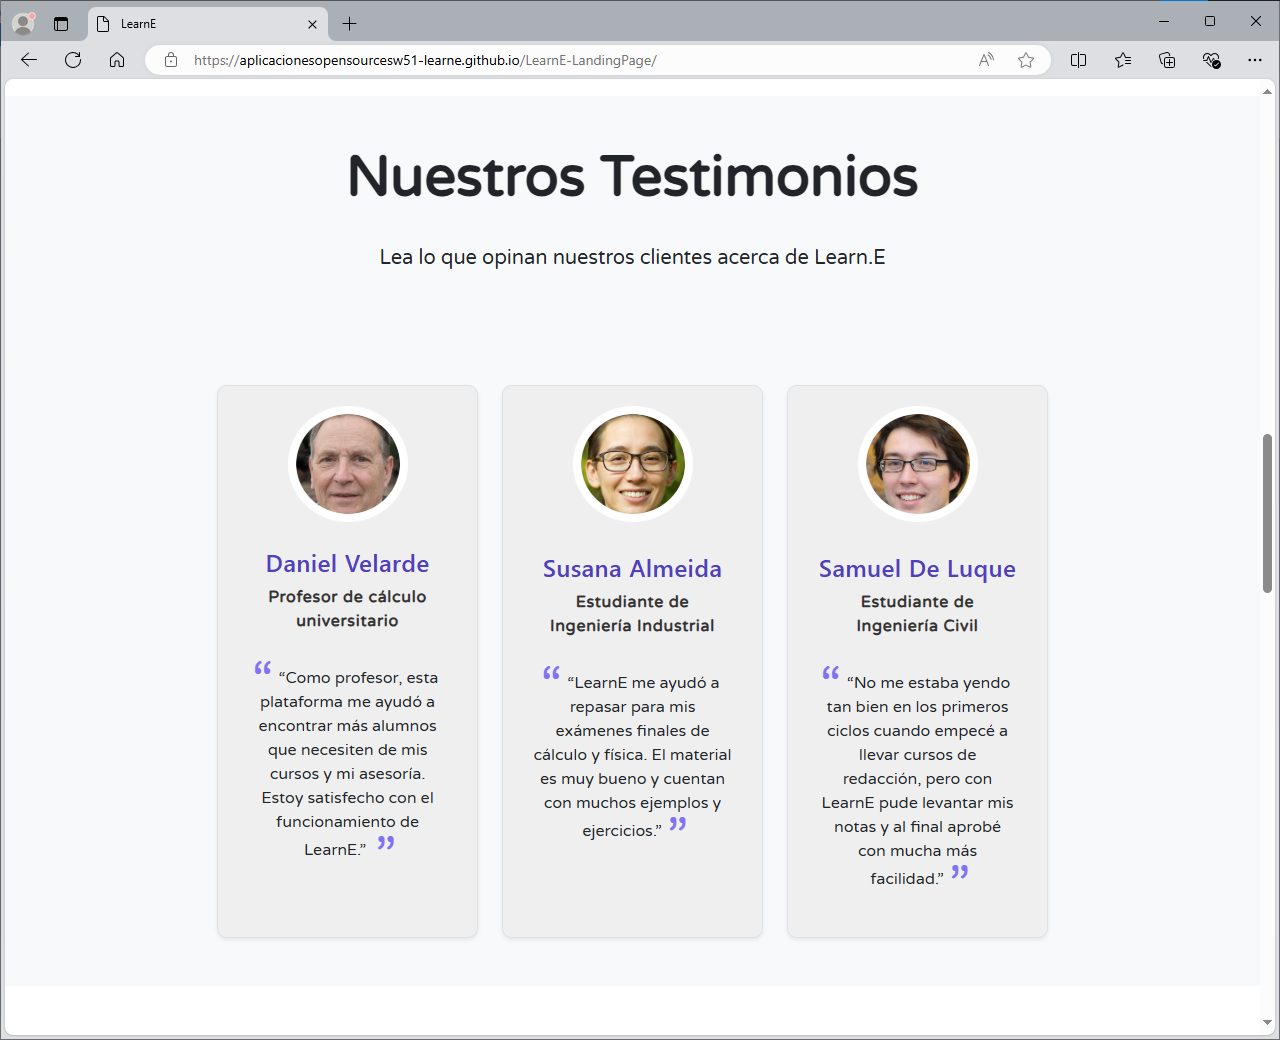 LearnE
https://aplicacionesopensourcesw51-learne.github.io/LearnE-LandingPage/
Nuestros Testimonios
Lea lo que opinan nuestros clientes acerca de Learn.E
Daniel Velarde
Profesor de cálculo
universitario
“ “Como profesor, esta
plataforma me ayudó a
encontrar más alumnos
que necesiten de mis
cursos y mi asesoría.
Estoy satisfecho con el
funcionamiento de
LearnE.” ”
Susana Almeida
Estudiante de
Ingeniería Industrial
“ “LearnE me ayudó a
repasar para mis
exámenes finales de
cálculo y física. El material
es muy bueno y cuentan
con muchos ejemplos y
ejercicios.” ”
Samuel De Luque
Estudiante de
Ingeniería Civil
“ “No me estaba yendo
tan bien en los primeros
ciclos cuando empecé a
llevar cursos de
redacción, pero con
LearnE pude levantar mis
notas y al final aprobé
con mucha más
facilidad.” ”